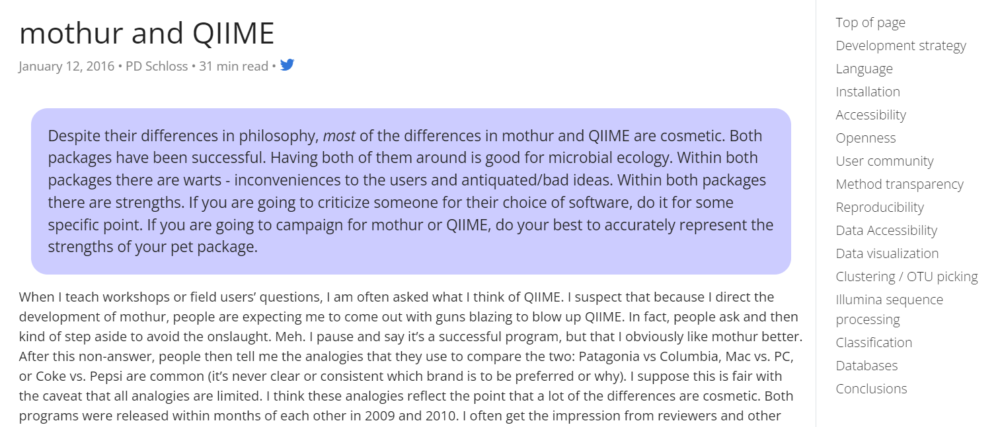 mothur and QIIME
January 12, 2016 • PD Schloss • 31 min read •
Despite their differences in philosophy, most of the differences in mothur and QIIME are cosmetic. Both
packages have been successful. Having both of them around is good for microbial ecology. Within both
packages there are warts - inconveniences to the users and antiquated/bad ideas. Within both packages
there are strengths. If you are going to criticize someone for their choice of software, do it for some
specific point. If you are going to campaign for mothur or QIIME, do your best to accurately represent the
strengths of your pet package.
When I teach workshops or field users’ questions, I am often asked what I think of QIIME. I suspect that because I direct the
development of mothur, people are expecting me to come out with guns blazing to blow up QIIME. In fact, people ask and then
kind of step aside to avoid the onslaught. Meh. I pause and say it’s a successful program, but that I obviously like mothur better.
After this non-answer, people then tell me the analogies that they use to compare the two: Patagonia vs Columbia, Mac vs. PC,
or Coke vs. Pepsi are common (it’s never clear or consistent which brand is to be preferred or why). I suppose this is fair with
the caveat that all analogies are limited. I think these analogies reflect the point that a lot of the differences are cosmetic. Both
programs were released within months of each other in 2009 and 2010. I often get the impression from reviewers and other
Top of page
Development strategy
Language
Installation
Accessibility
Openness
User community
Method transparency
Reproducibility
Data Accessibility
Data visualization
Clustering / OTU picking
Illumina sequence
processing
Classification
Databases
Conclusions